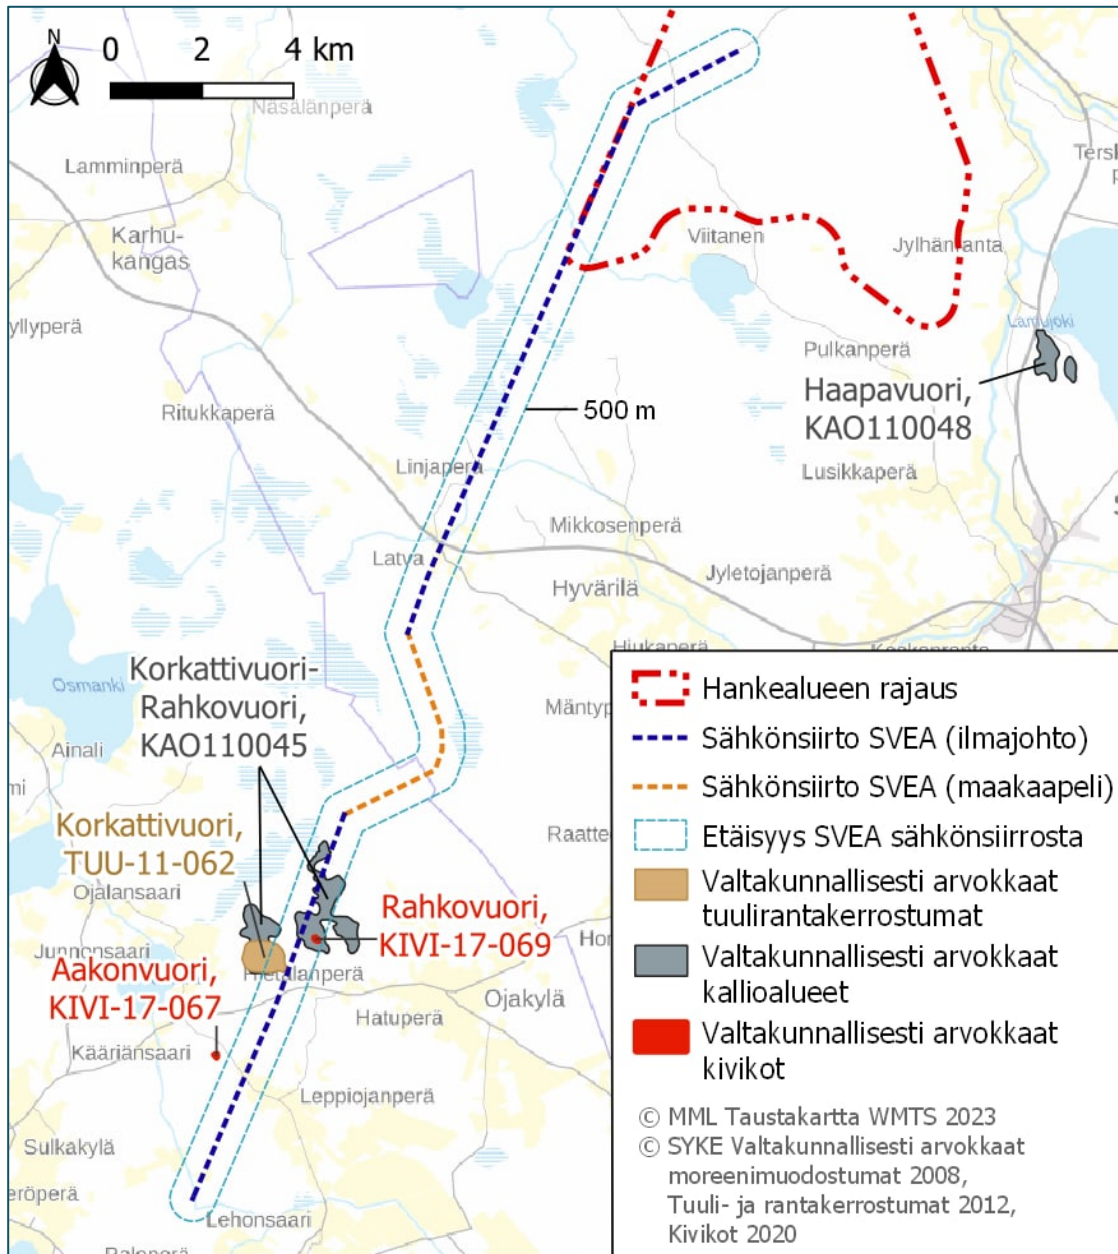 N
0 2 4 km
Näsälänperä
Lamminperä
Karhu-
kangas
Viitanen
Jylhänranta
Lamujoki
Pulkanperä
Haapavuori,
KAO110048
500 m
Ritukkaperä
Linjaperä
Lusikkaperä
Mikkosenperä
Latva
Jyletojanperä
Hyvärilä
Korkattivuori-
Rahkovuori,
KAO110045
Osmanki
Ainali
Korkattivuori,
TUU-11-062
Ojalansaari
Junnonsaari
Rahkovuori,
KIVI-17-069
Aakonvuori,
KIVI-17-067
Ojakylä
Hatuperä
Kääriänsaari
Leppiojanperä
Sulkakylä
Lehonsaari
Hankealueen rajaus
Sähkönsiirto SVEA (ilmajohto)
Sähkönsiirto SVEA (maakaapeli)
Etäisyys SVEA sähkönsiirrosta
Valtakunnallisesti arvokkaat
tuulirantakerrostumat
Valtakunnallisesti arvokkaat
kallioalueet
Valtakunnallisesti arvokkaat
kivikot
© MML Taustakartta WMTS 2023
© SYKE Valtakunnallisesti arvokkaat
moreenimuodostumat 2008,
Tuuli- ja rantakerrostumat 2012,
Kivikot 2020